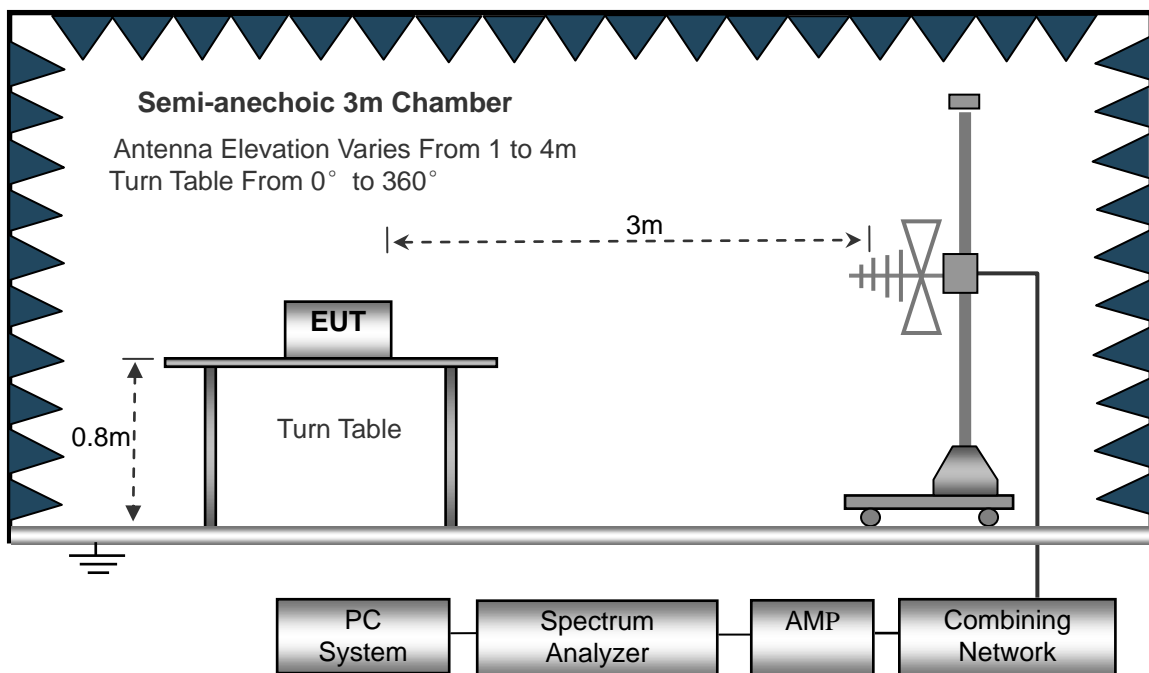 Semi-anechoic 3m Chamber
Antenna Elevation Varies From 1 to 4m
Turn Table From 0° to 360°
3m
EUT
0.8m
Turn Table
PC
System
Spectrum
Analyzer
AMP
Combining
Network